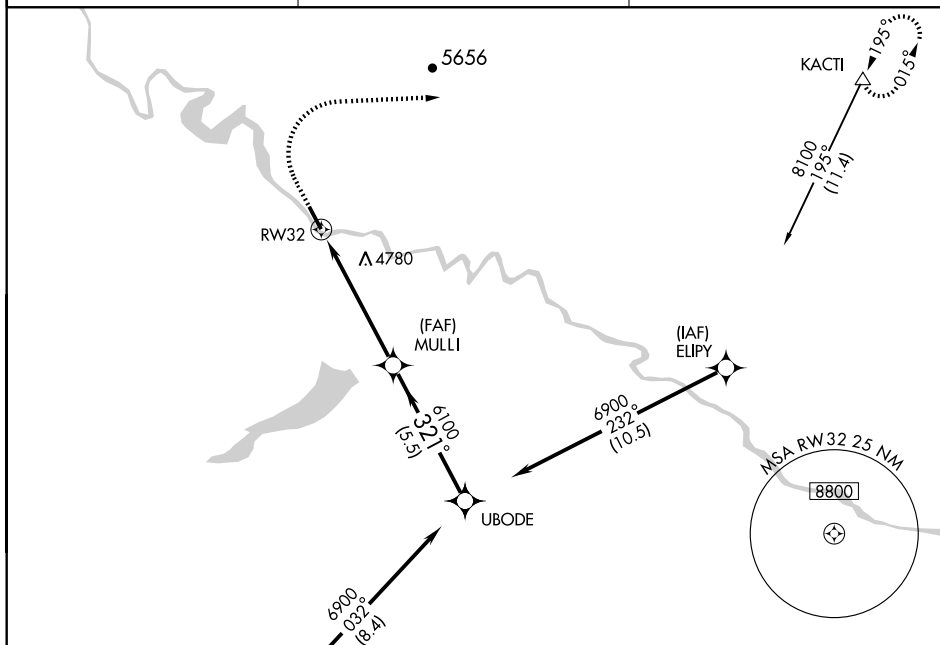 5656
KACTI
195°
015°
8100
195°
(11.4)
RW32
4780
(FAF)
MULLI
(IAF)
ELIPY
6900
232°
(10.5)
6100
321°
(5.5)
UBODE
MSA RW32 25 NM
8800
6900
032°
(8.4)